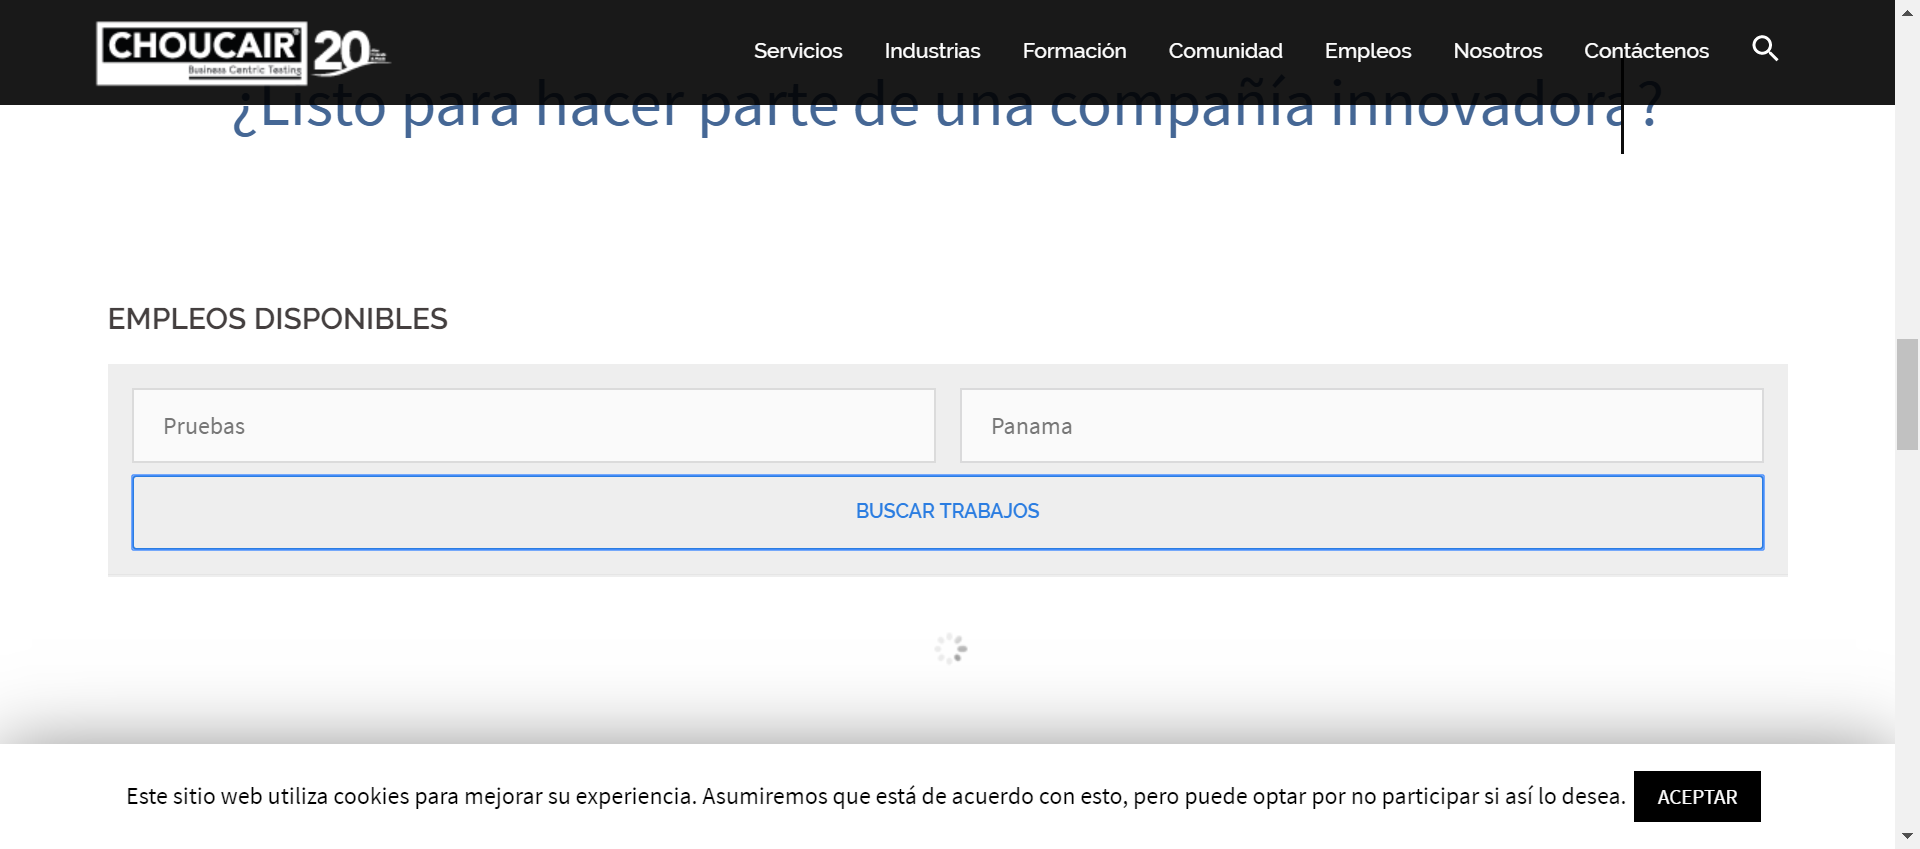 CHOUCAIR®
Business Centric Testing
20
Servicios
Industrias
Formación
Comunidad
Empleos
Nosotros
Contáctenos
¿Listo para hacer parte de una compañía innovadora?
EMPLEOS DISPONIBLES
Pruebas
Panama
BUSCAR TRABAJOS
Este sitio web utiliza cookies para mejorar su experiencia. Asumiremos que está de acuerdo con esto, pero puede optar por no participar si así lo desea.
ACEPTAR